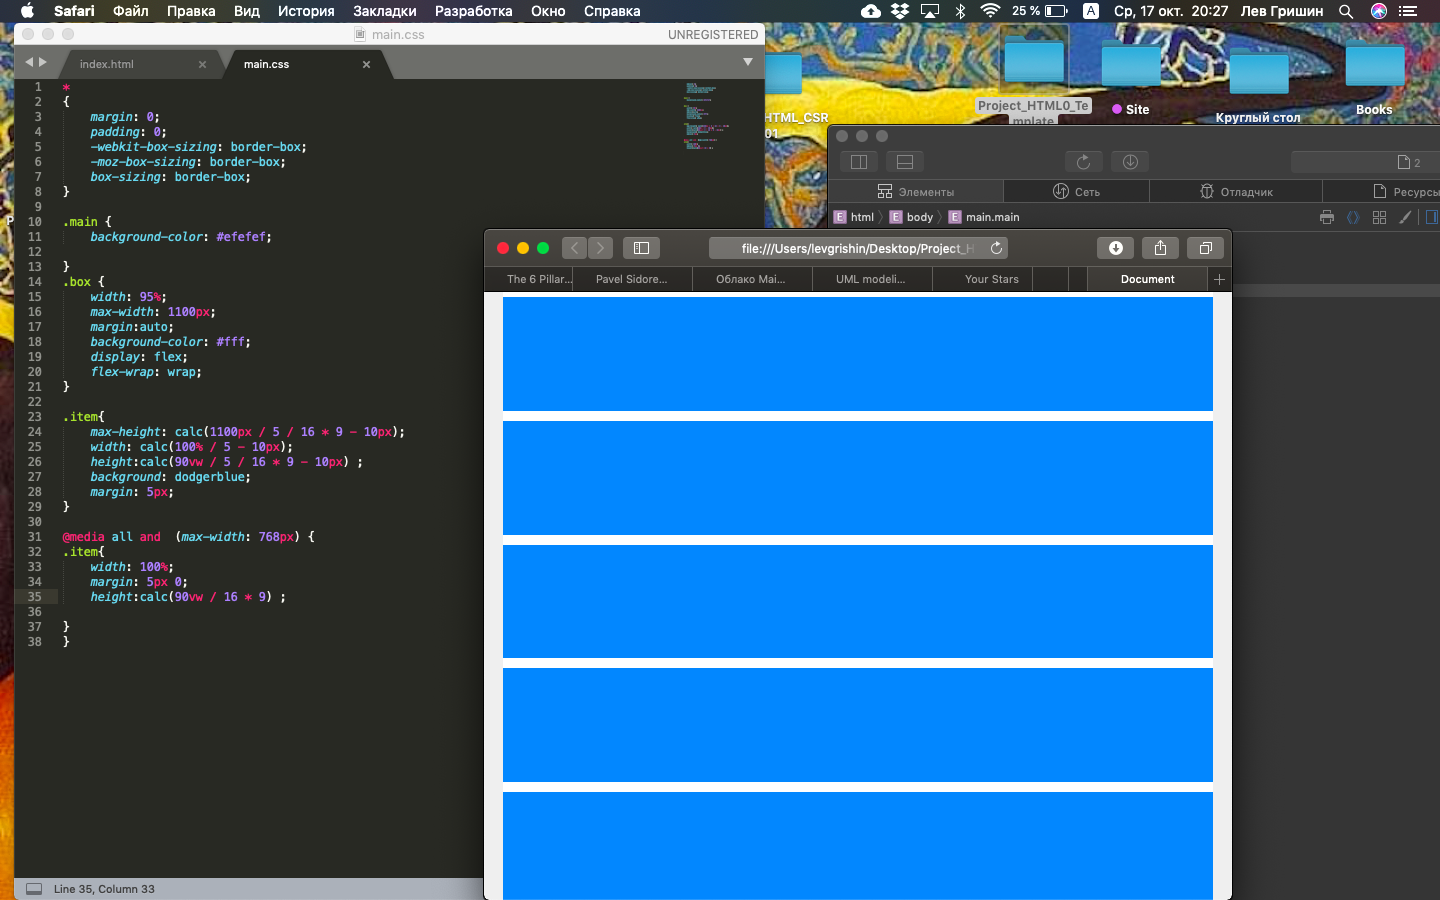 Safari Файл Правка Вид История Закладки Разработка Окно Справка 25 % A Ср, 17 окт. 20:27 Лев Гришин
main.css UNREGISTERED
index.html × main.css ×
1 *
2 {
3 margin: 0;
4 padding: 0;
5 -webkit-box-sizing: border-box;
6 -moz-box-sizing: border-box;
7 box-sizing: border-box;
8 }
9
10 .main {
11 background-color: #efefef;
12
13 }
14 .box {
15 width: 95%;
16 max-width: 1100px;
17 margin:auto;
18 background-color: #fff;
19 display: flex;
20 flex-wrap: wrap;
21 }
22
23 .item{
24 max-height: calc(1100px / 5 / 16 * 9 - 10px);
25 width: calc(100% / 5 - 10px);
26 height:calc(90vw / 5 / 16 * 9 - 10px) ;
27 background: dodgerblue;
28 margin: 5px;
29 }
30
31 @media all and  (max-width: 768px) {
32 .item{
33 width: 100%;
34 margin: 5px 0;
35 height:calc(90vw / 16 * 9) ;
36
37 }
38 }
Line 35, Column 33
HTML_CSR
01
Project_HTML0_Te
mplate
Site
Круглый стол
Books
2
Элементы Сеть Отладчик Ресурсы
E html E body E main.main
file:///Users/levgrishin/Desktop/Project_H
The 6 Pillar... Pavel Sidore... Облако Mai... UML modeli... Your Stars Document +